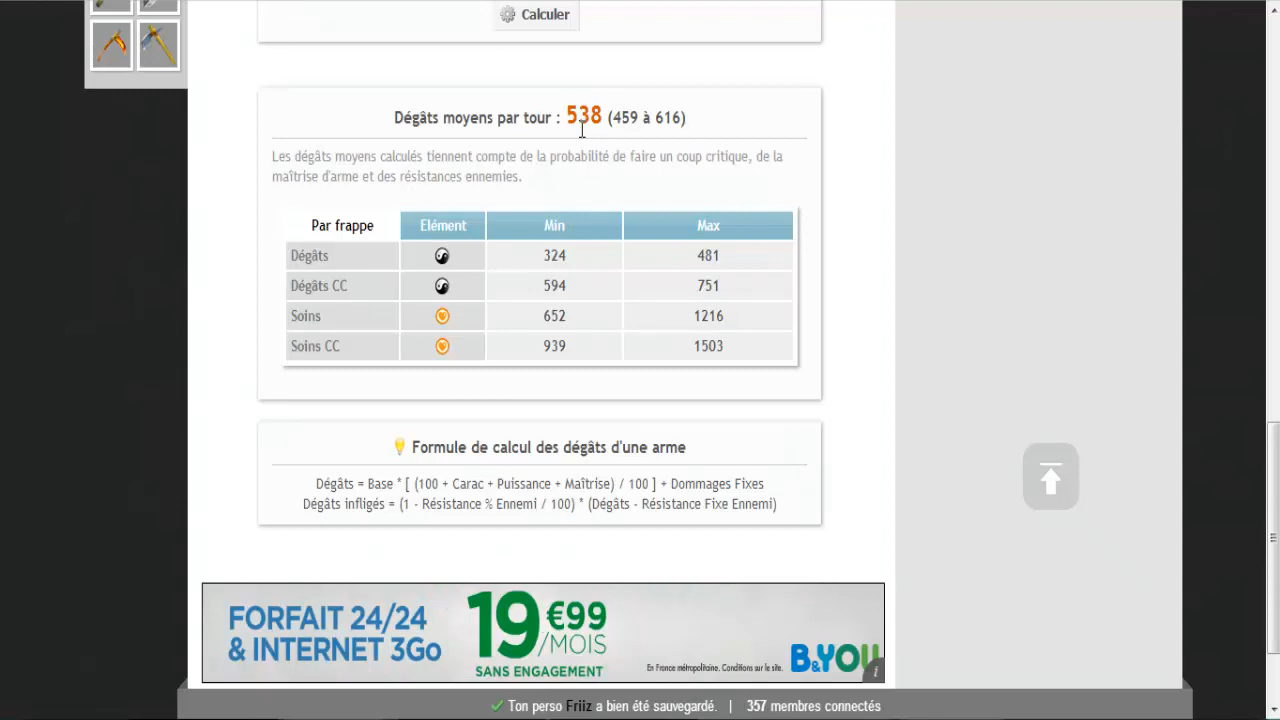 Calculer
Dégâts moyens par tour : 538 (459 à 616)
Les dégâts moyens calculés tiennent compte de la probabilité de faire un coup critique, de la
maîtrise d'arme et des résistances ennemies.
Par frappe Elément Min Max
Dégâts 324 481
Dégâts CC 594 751
Soins 652 1216
Soins CC 939 1503
Formule de calcul des dégâts d'une arme
Dégâts = Base * [ (100 + Carac + Puissance + Maîtrise) / 100 ] + Dommages Fixes
Dégâts infligés = (1 - Résistance % Ennemi / 100) * (Dégâts - Résistance Fixe Ennemi)
FORFAIT 24/24
& INTERNET 3Go
19€99
/MOIS
SANS ENGAGEMENT
En France métropolitaine. Conditions sur le site.
B&YOU
i
Ton perso Friiz a bien été sauvegardé. | 357 membres connectés